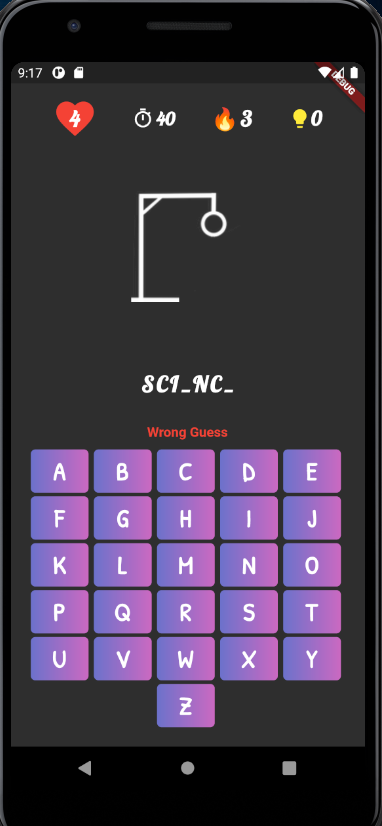 9:17
DEBUG
4 40 3 0
SCI_NC_
Wrong Guess
A B C D E
F G H I J
K L M N O
P Q R S T
U V W X Y
Z